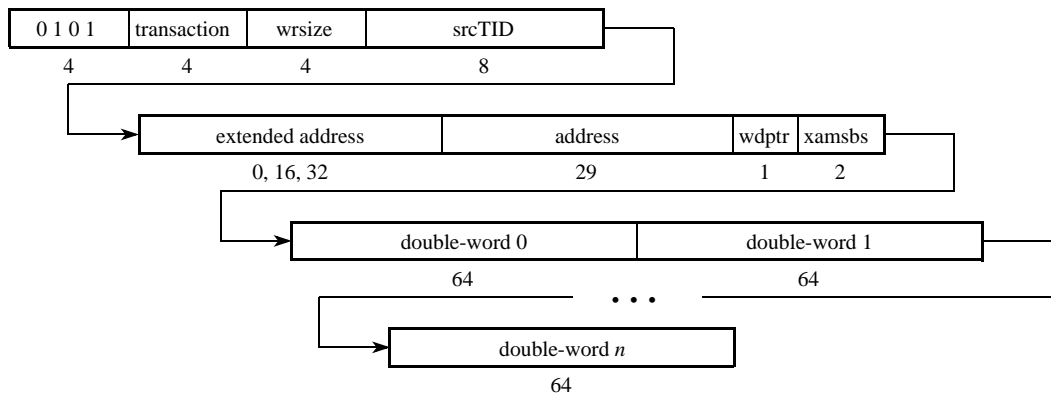 0 1 0 1 transaction wrsize srcTID
4 4 4 8
extended address address wdptr xamsbs
0, 16, 32 29 1 2
double-word 0 double-word 1
64 64
• • •
double-word n
64